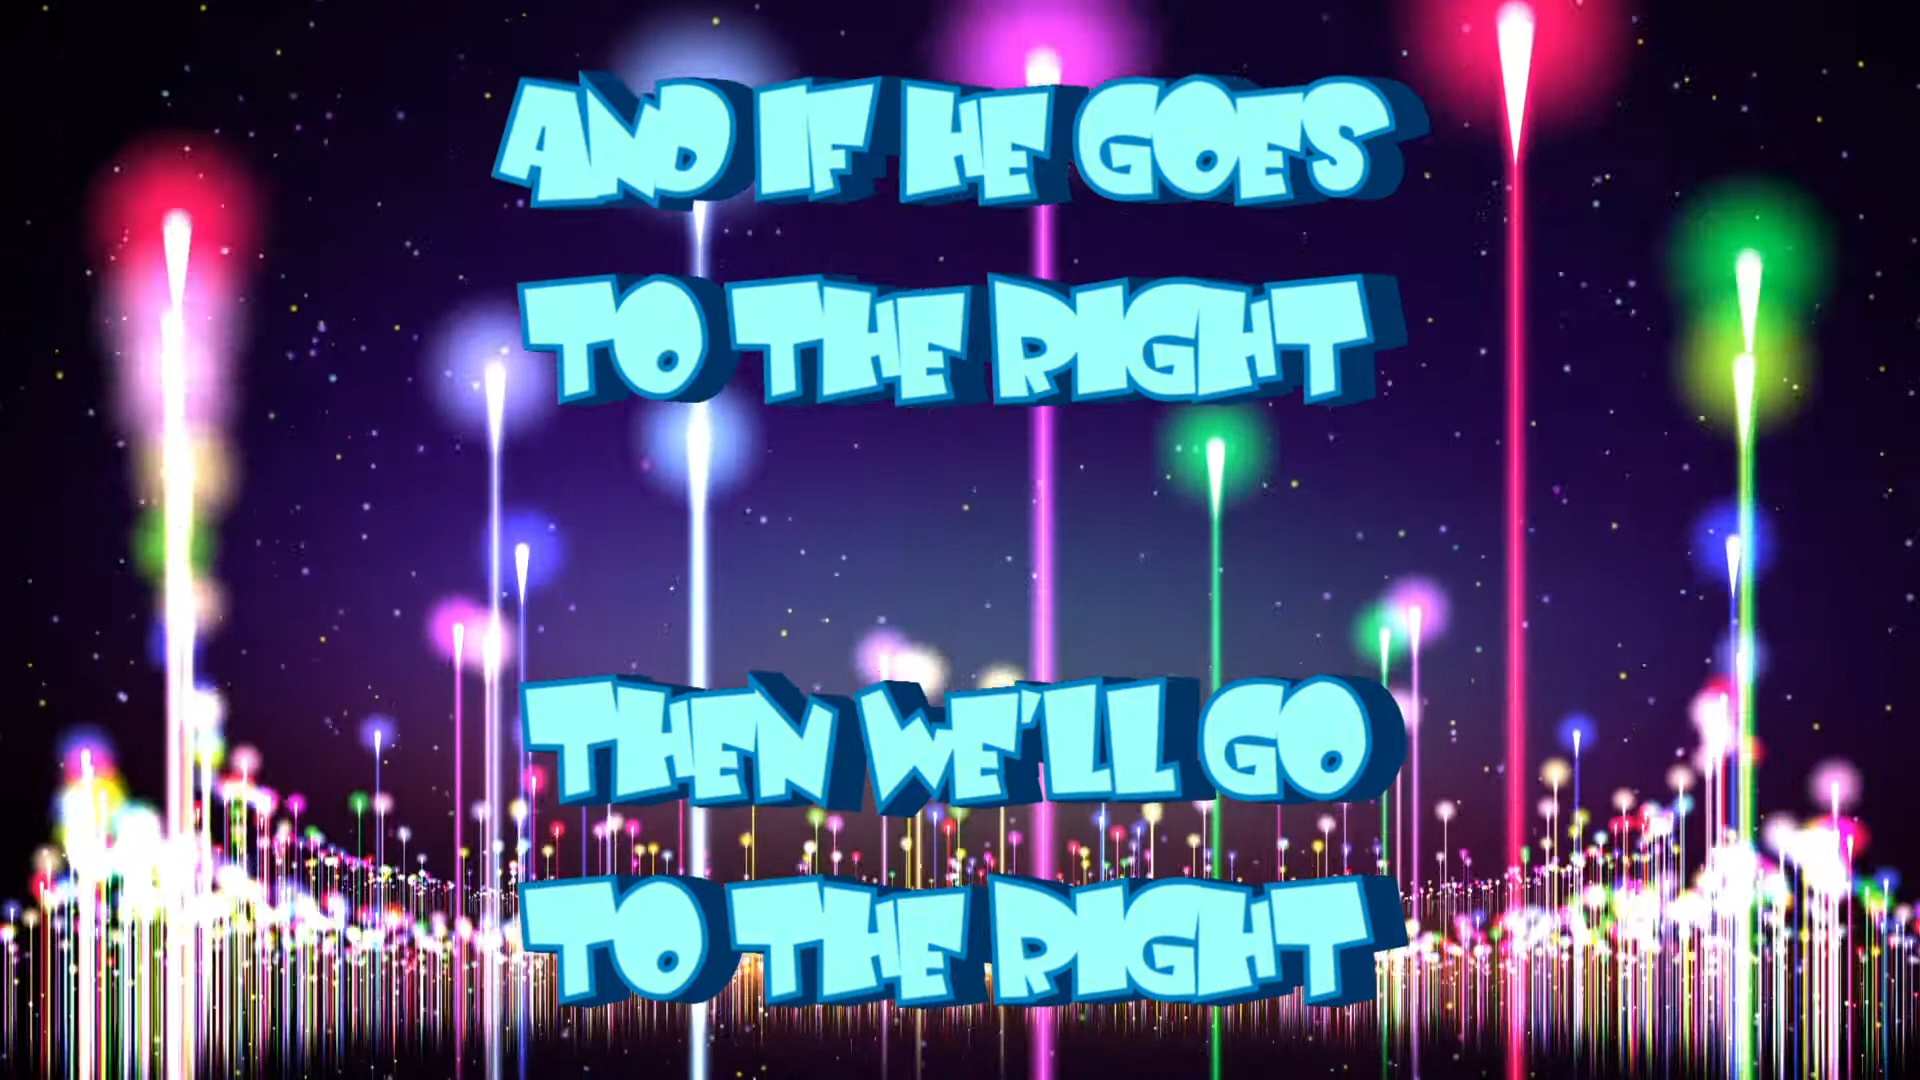 AND IF HE GOES
TO THE RIGHT
THEN WE'LL GO
TO THE RIGHT